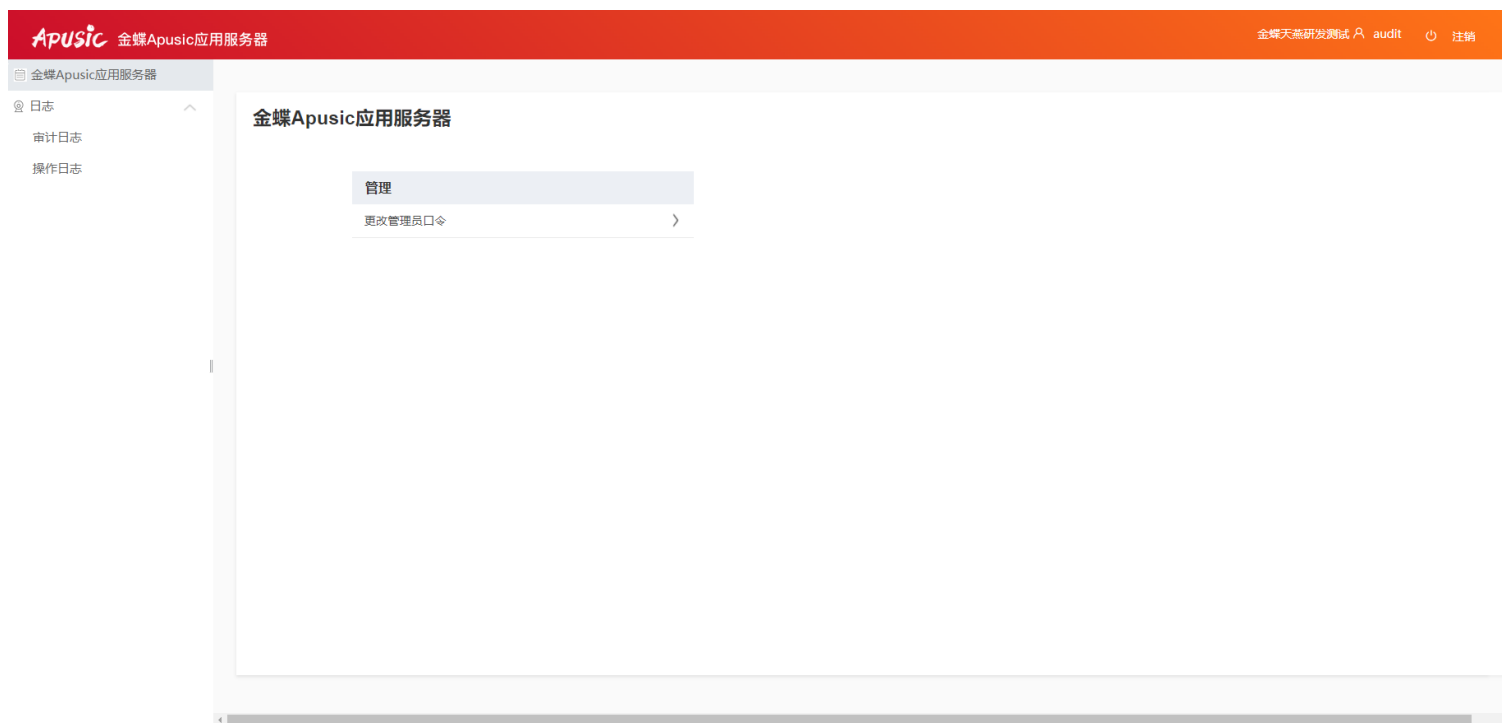 Apusic 金蝶Apusic应用服务器
金蝶天燕研发测试 audit 注销
金蝶Apusic应用服务器
日志
审计日志
操作日志
金蝶Apusic应用服务器
管理
更改管理员口令